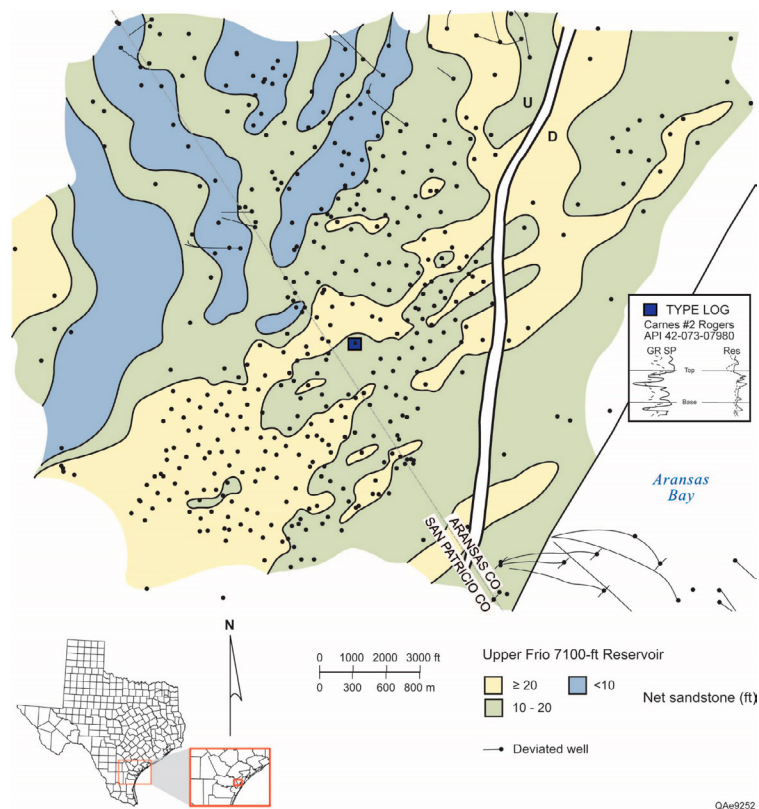 U
D
TYPE LOG
Carnes #2 Rogers
API 42-073-07980
GR SP
Res
Top
Base
Aransas
Bay
ARANSAS CO
SAN PATRICIO CO
N
0 1000 2000 3000 ft
0 300 600 800 m
Upper Frio 7100-ft Reservoir
≥ 20
<10
10 - 20
Net sandstone (ft)
Deviated well
QAe9252